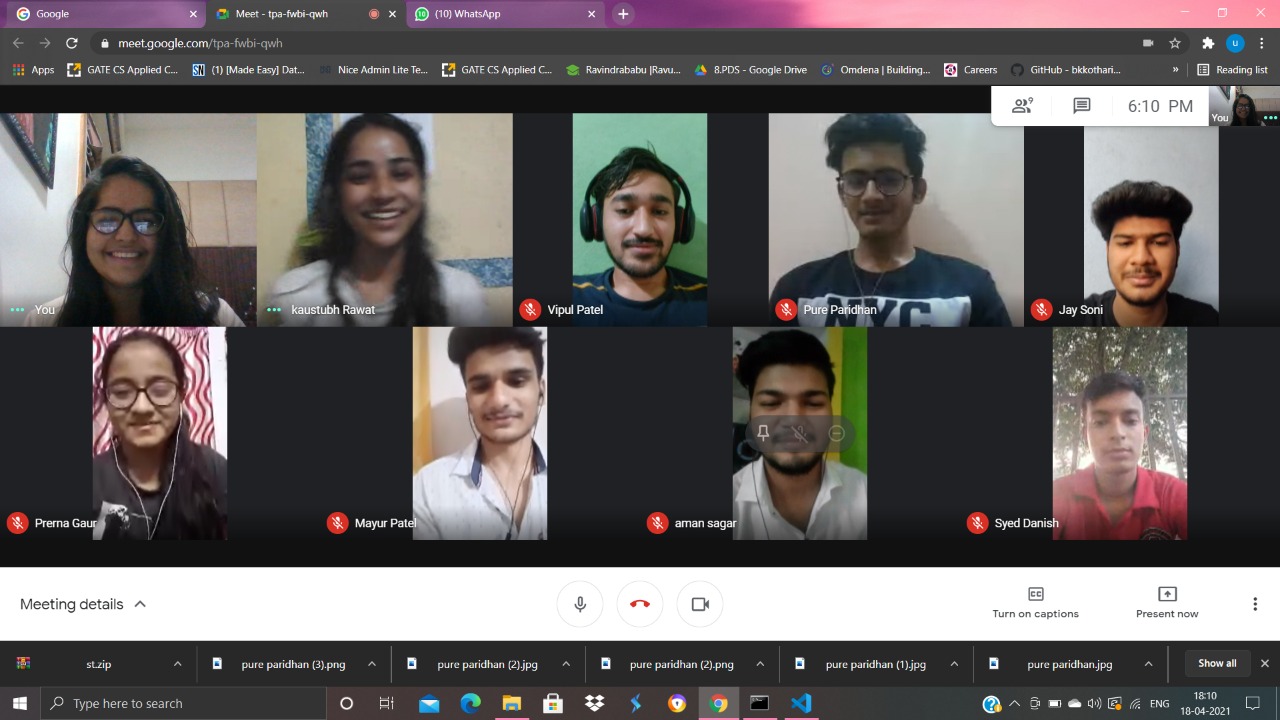 Google
Meet - tpa-fwbi-qwh
(10) WhatsApp
meet.google.com/tpa-fwbi-qwh
u
Apps
GATE CS Applied C...
(1) [Made Easy] Dat...
Nice Admin Lite Te...
GATE CS Applied C...
Ravindrababu |Ravu...
8.PDS - Google Drive
Omdena | Building...
Careers
GitHub - bkkothari...
»
Reading list
9
6:10 PM
You
You
kaustubh Rawat
Vipul Patel
Pure Paridhan
Jay Soni
NYC
Prerna Gaur
Mayur Patel
aman sagar
Syed Danish
Meeting details
CC
Turn on captions
Present now
st.zip
pure paridhan (3).png
pure paridhan (2).jpg
pure paridhan (2).png
pure paridhan (1).jpg
pure paridhan.jpg
Show all
Type here to search
ENG
18:10
18-04-2021